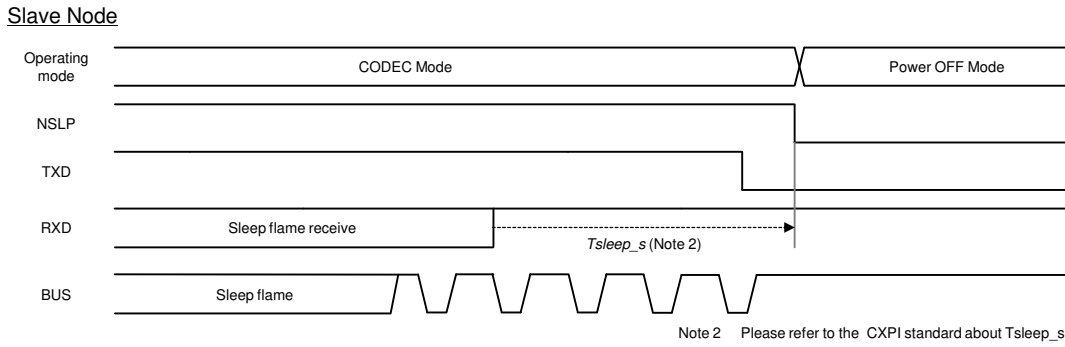 Slave Node
Operating
mode
CODEC Mode
Power OFF Mode
NSLP
TXD
RXD
Sleep flame receive
Tsleep_s (Note 2)
BUS
Sleep flame
Note 2 Please refer to the CXPI standard about Tsleep_s